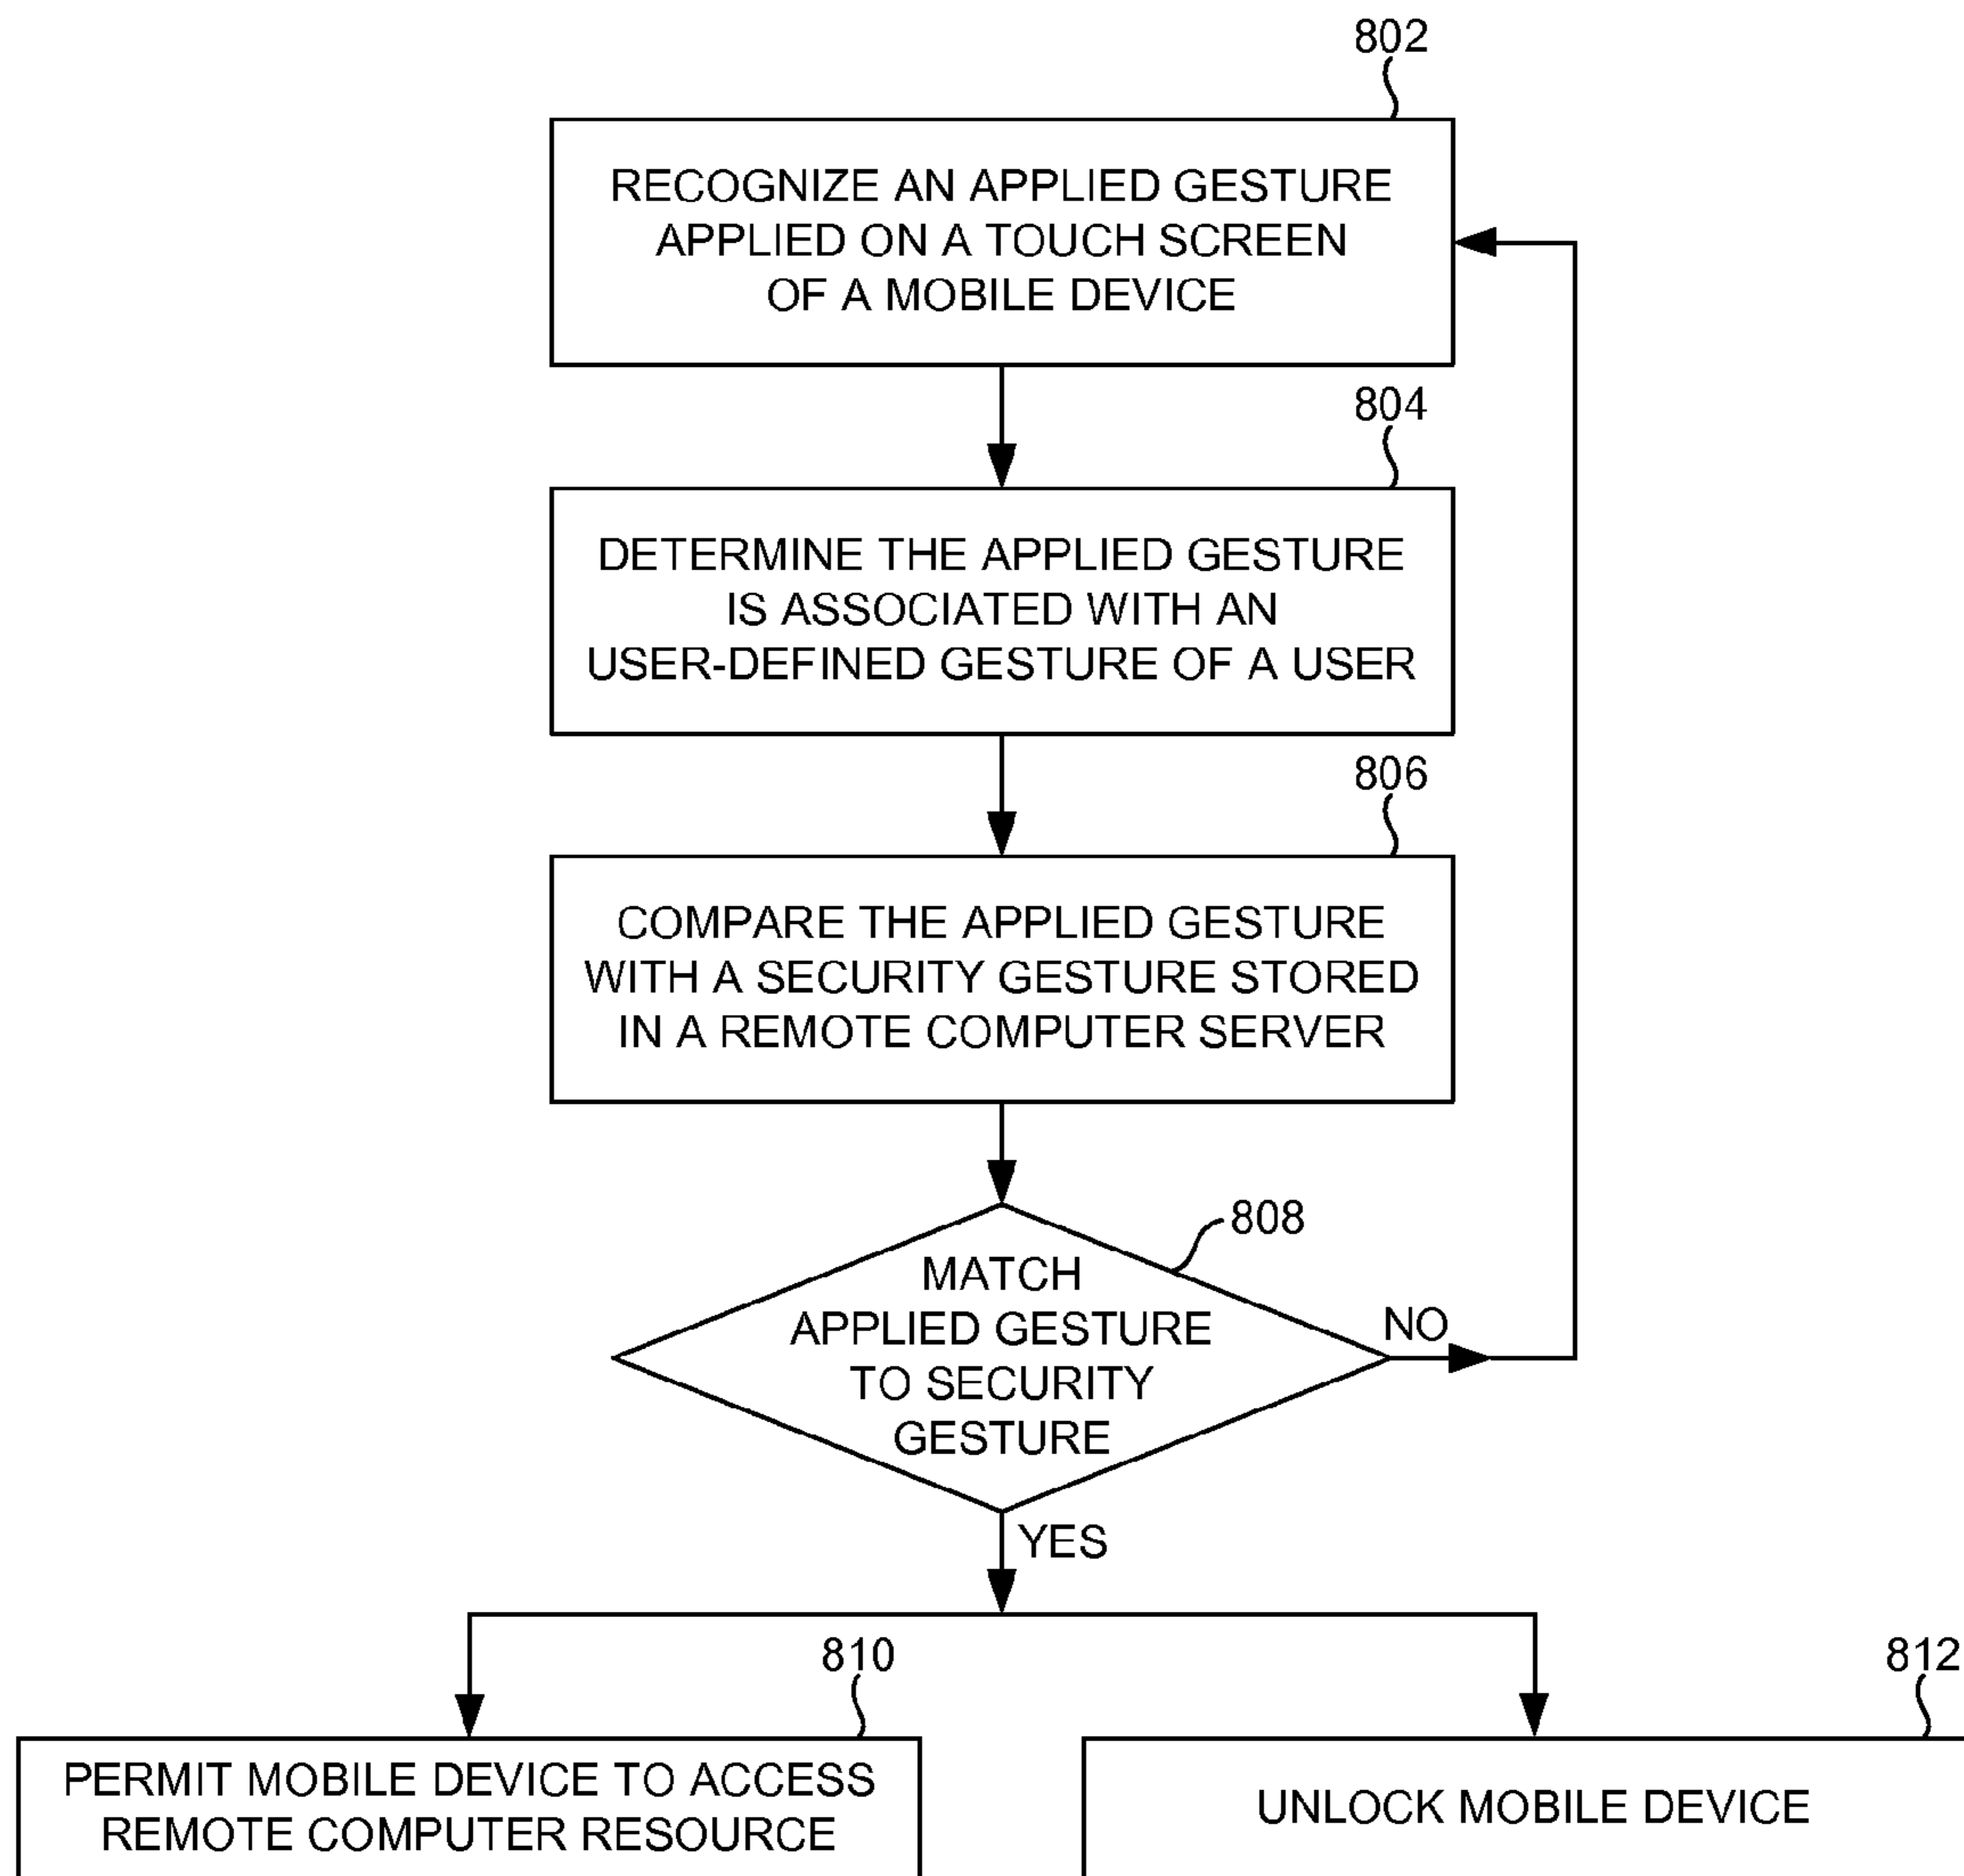 802
RECOGNIZE AN APPLIED GESTURE
APPLIED ON A TOUCH SCREEN
OF A MOBILE DEVICE
804
DETERMINE THE APPLIED GESTURE
IS ASSOCIATED WITH AN
USER-DEFINED GESTURE OF A USER
806
COMPARE THE APPLIED GESTURE
WITH A SECURITY GESTURE STORED
IN A REMOTE COMPUTER SERVER
808
MATCH
APPLIED GESTURE
TO SECURITY
GESTURE
NO
YES
810
PERMIT MOBILE DEVICE TO ACCESS
REMOTE COMPUTER RESOURCE
812
UNLOCK MOBILE DEVICE